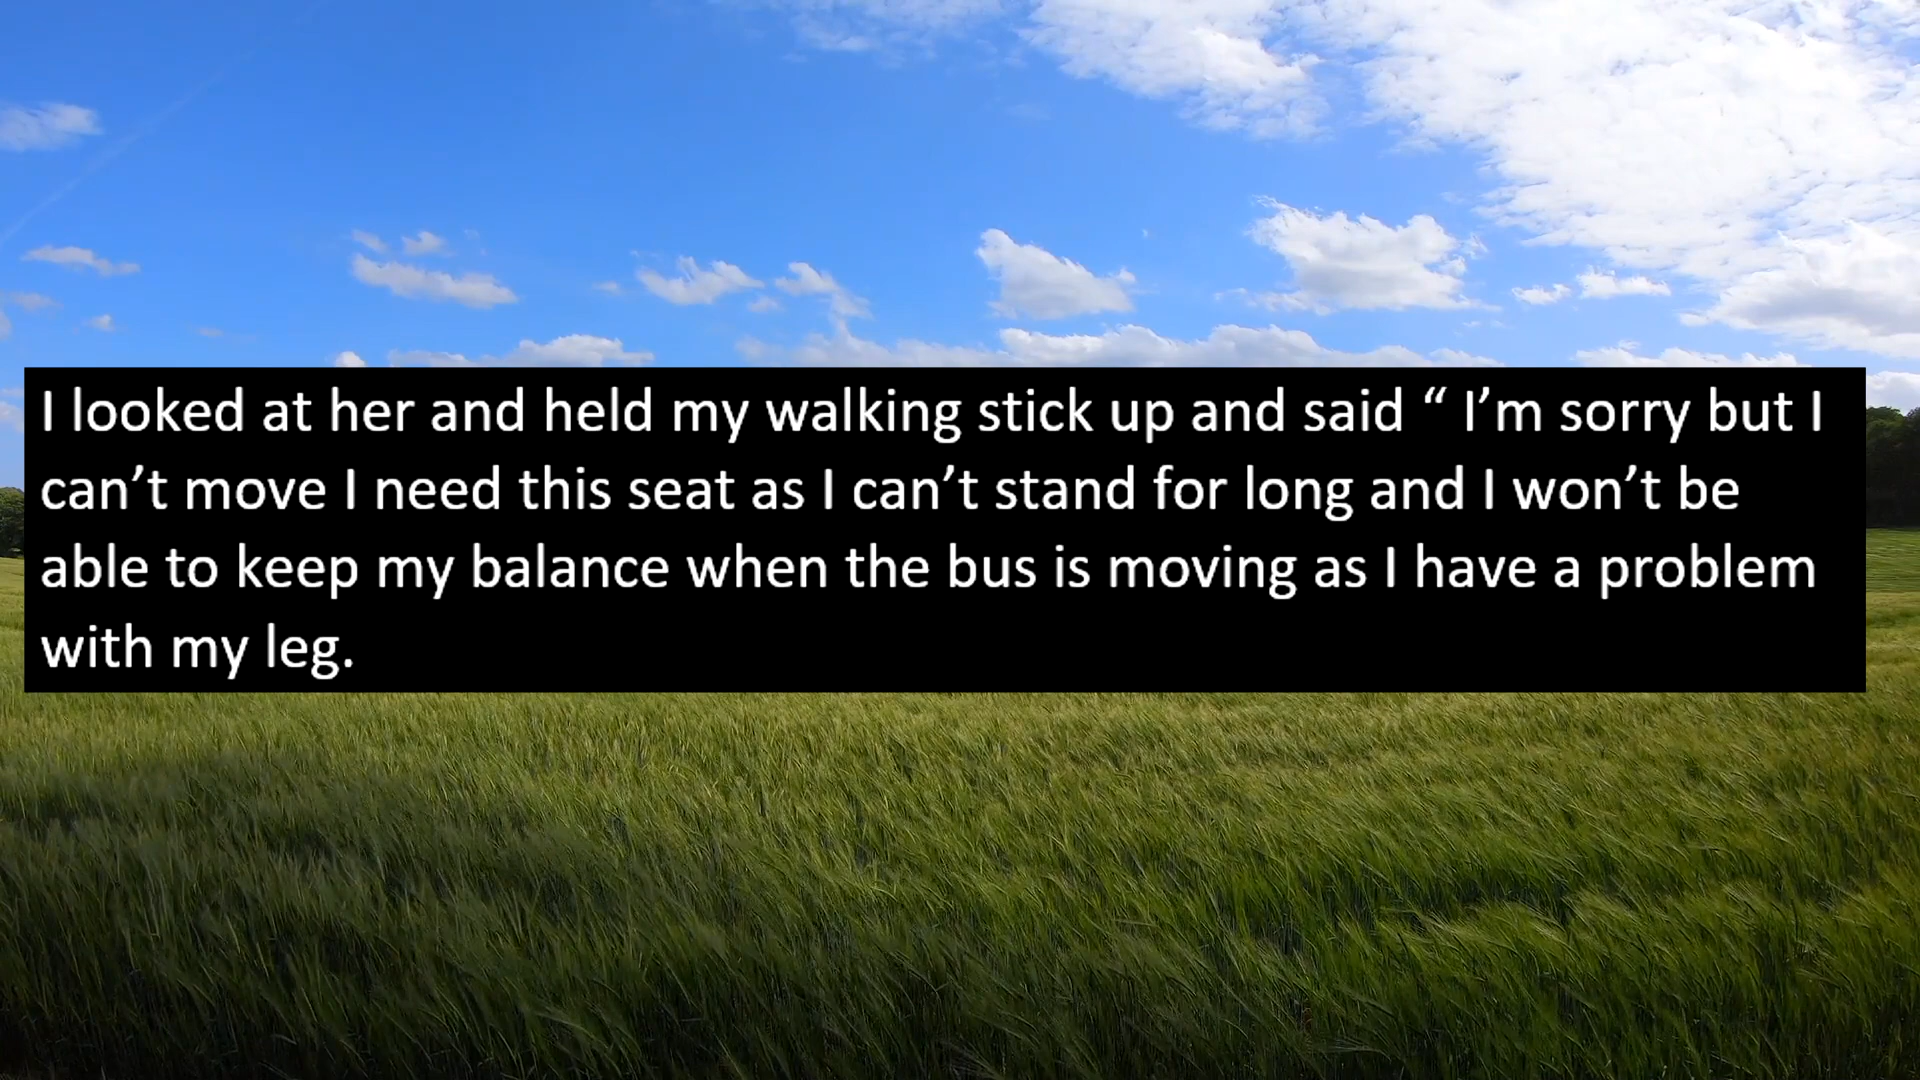 I looked at her and held my walking stick up and said “ I’m sorry but I
can’t move I need this seat as I can’t stand for long and I won’t be
able to keep my balance when the bus is moving as I have a problem
with my leg.